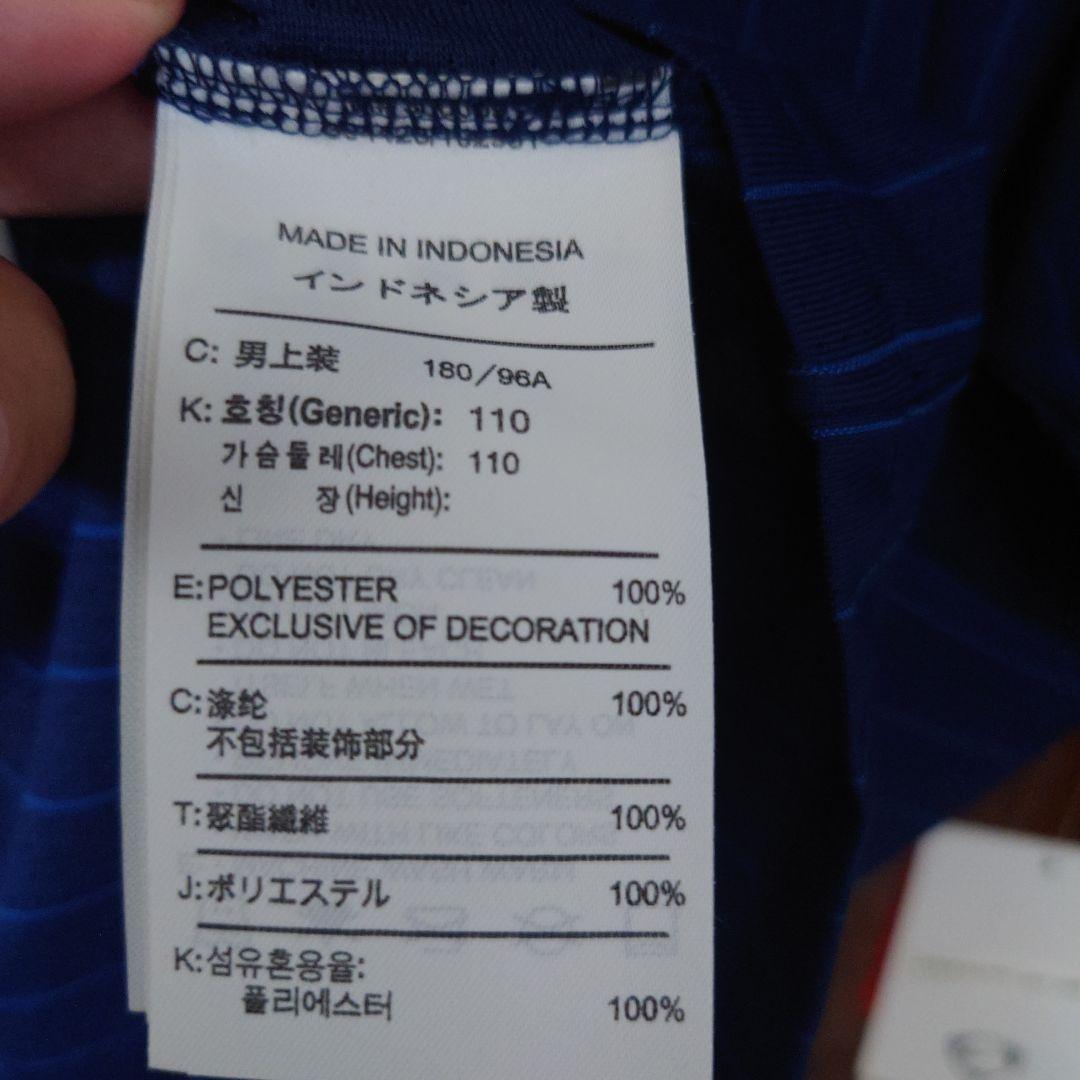 MADE IN INDONESIA
インドネシア製
C: 男上装 180/96A
K: 호칭(Generic): 110
가슴둘레(Chest): 110
신 장(Height):
E:POLYESTER 100%
EXCLUSIVE OF DECORATION
C:涤纶 100%
不包括装饰部分
T:聚酯纖維 100%
J:ポリエステル 100%
K:섬유혼용율:
폴리에스터 100%